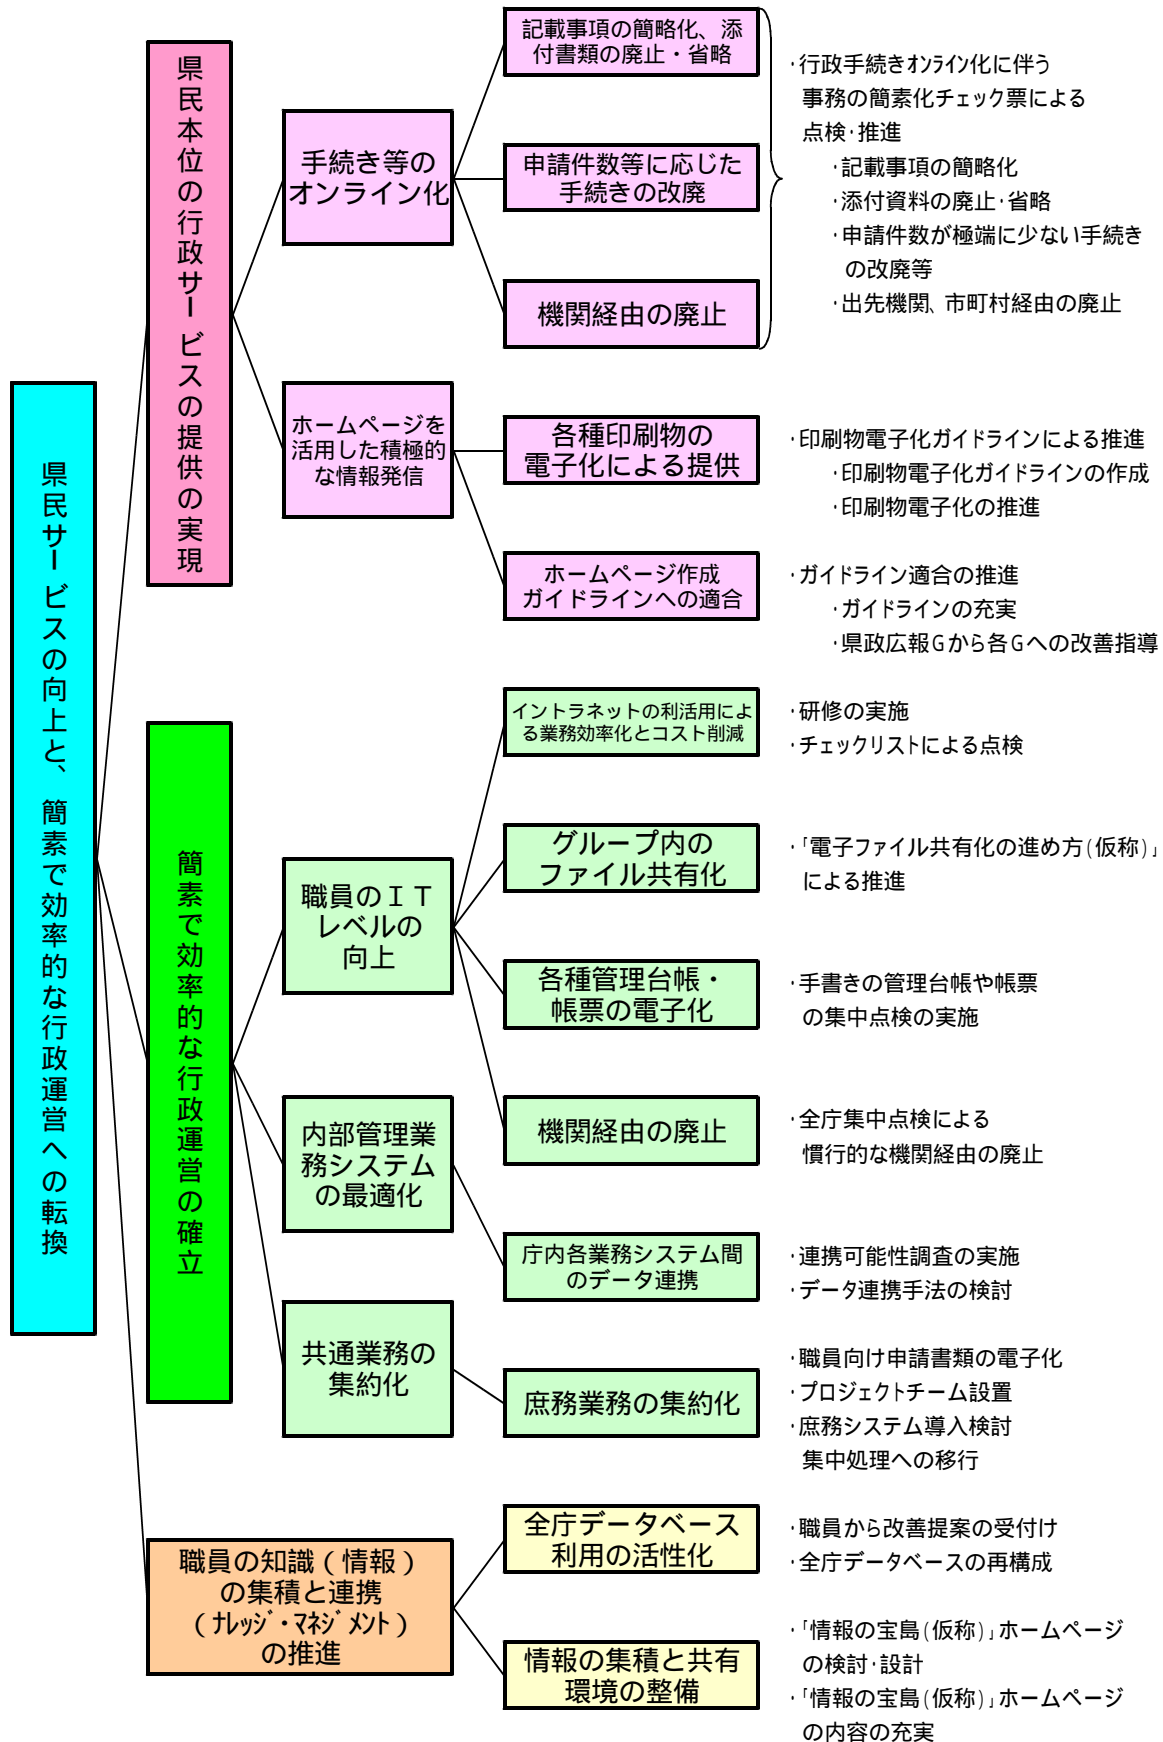 県民サービスの向上と、簡素で効率的な行政運営への転換
県民本位の行政サービスの提供の実現
手続き等の
オンライン化
記載事項の簡略化、添
付書類の廃止・省略
申請件数等に応じた
手続きの改廃
機関経由の廃止
・行政手続きオンライン化に伴う
事務の簡素化チェック票による
点検・推進
・記載事項の簡略化
・添付資料の廃止・省略
・申請件数が極端に少ない手続き
の改廃等
・出先機関、市町村経由の廃止
ホームページを
活用した積極的
な情報発信
各種印刷物の
電子化による提供
・印刷物電子化ガイドラインによる推進
・印刷物電子化ガイドラインの作成
・印刷物電子化の推進
ホームページ作成
ガイドラインへの適合
・ガイドライン適合の推進
・ガイドラインの充実
・県政広報Gから各Gへの改善指導
簡素で効率的な行政運営の確立
職員のIT
レベルの
向上
イントラネットの利活用によ
る業務効率化とコスト削減
・研修の実施
・チェックリストによる点検
グループ内の
ファイル共有化
・「電子ファイル共有化の進め方(仮称)」
による推進
各種管理台帳・
帳票の電子化
・手書きの管理台帳や帳票
の集中点検の実施
機関経由の廃止
・全庁集中点検による
慣行的な機関経由の廃止
内部管理業
務システム
の最適化
庁内各業務システム間
のデータ連携
・連携可能性調査の実施
・データ連携手法の検討
共通業務の
集約化
庶務業務の集約化
・職員向け申請書類の電子化
・プロジェクトチーム設置
・庶務システム導入検討
集中処理への移行
職員の知識(情報)
の集積と連携
(ナレッジ・マネジメント)
の推進
全庁データベース
利用の活性化
・職員から改善提案の受付け
・全庁データベースの再構成
情報の集積と共有
環境の整備
・「情報の宝島(仮称)」ホームページ
の検討・設計
・「情報の宝島(仮称)」ホームページ
の内容の充実